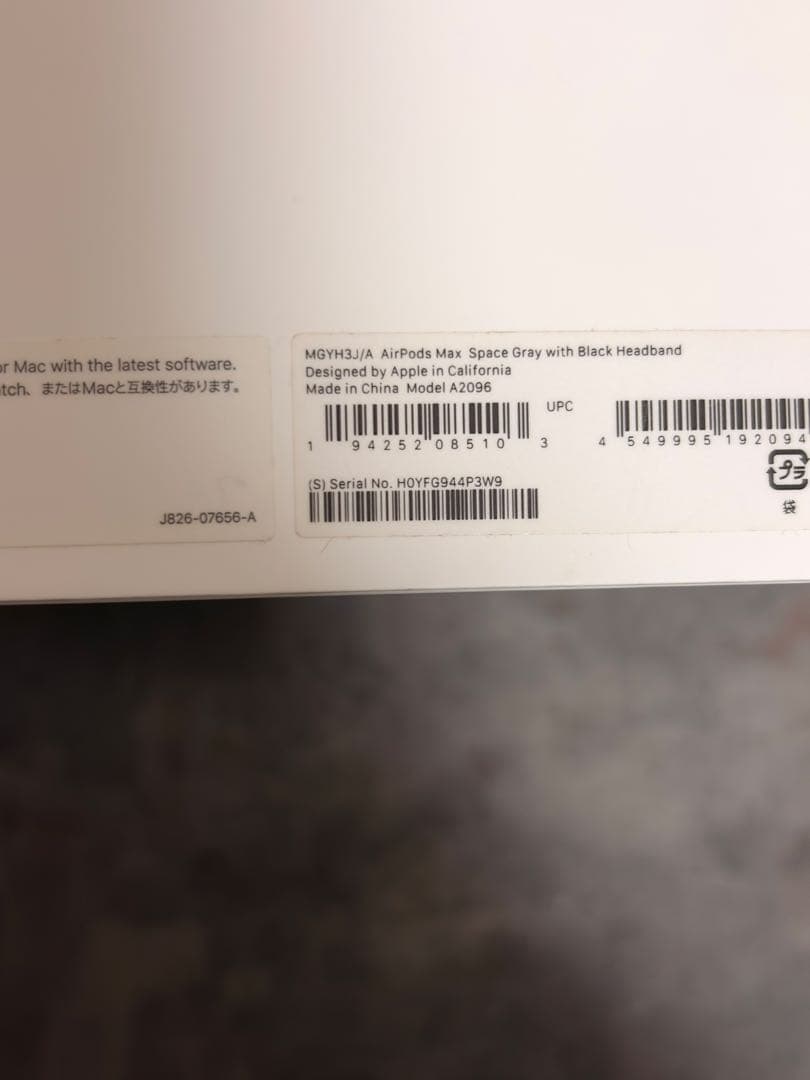 or Mac with the latest software.
atch、またはMacと互換性があります。
J826-07656-A
MGYH3J/A AirPods Max Space Gray with Black Headband
Designed by Apple in California
Made in China Model A2096
UPC
1 94252 08510 3
4 549995 192094
(S) Serial No. H0YFG944P3W9
プラ
袋